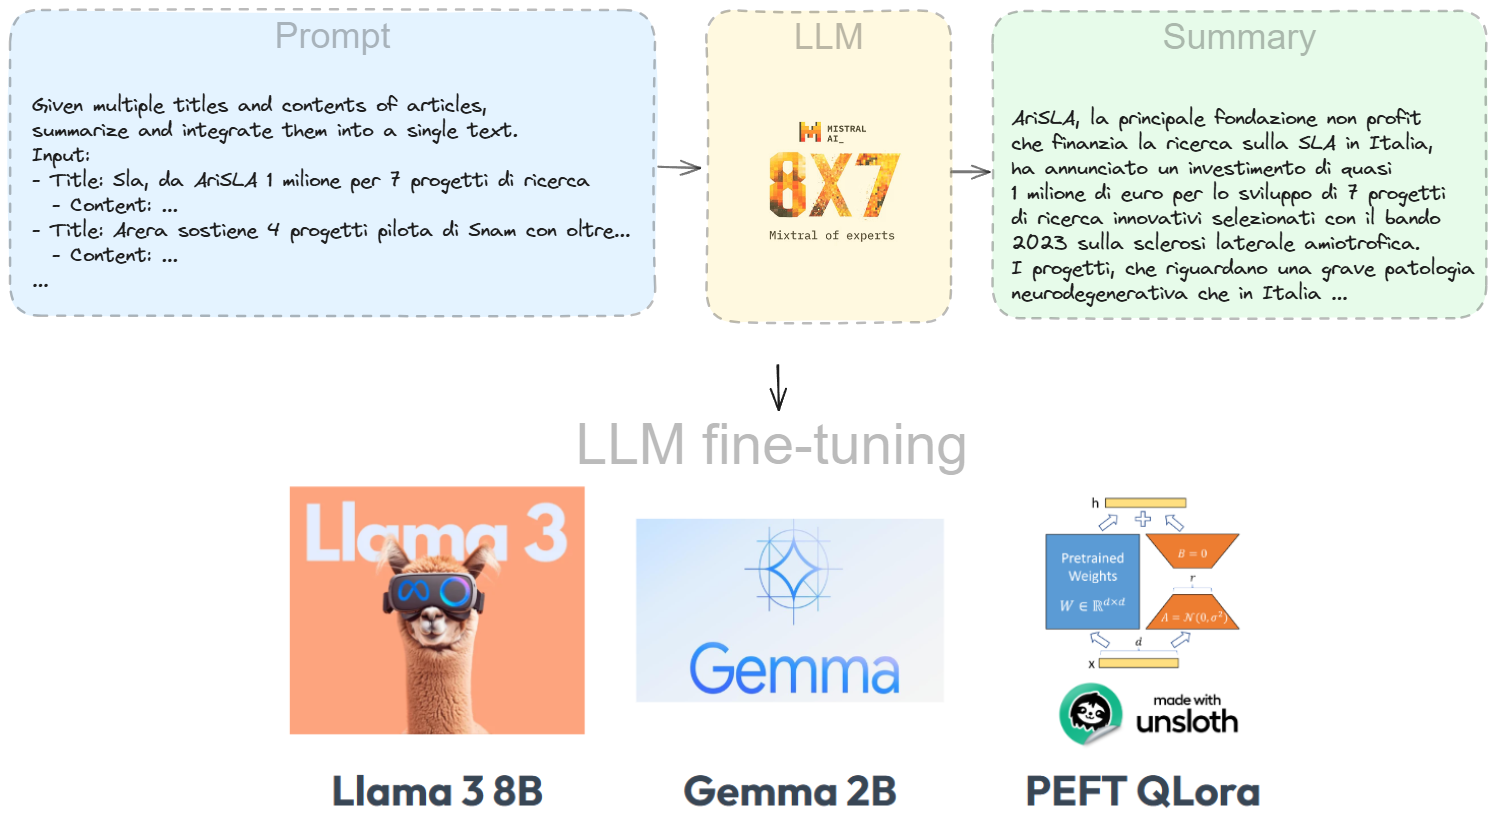 Prompt
Given multiple titles and contents of articles,
summarize and integrate them into a single text.
Input:
- Title: Sla, da AriSLA 1 milione per 7 progetti di ricerca
- Content: ...
- Title: Arera sostiene 4 progetti pilota di Snam con oltre...
- Content: ...
...
LLM
MISTRAL
AI_
8X7
Mixtral of experts
Summary
AriSLA, la principale fondazione non profit
che finanzia la ricerca sulla SLA in Italia,
ha annunciato un investimento di quasi
1 milione di euro per lo sviluppo di 7 progetti
di ricerca innovativi selezionati con il bando
2023 sulla sclerosi laterale amiotrofica.
I progetti, che riguardano una grave patologia
neurodegenerativa che in Italia ...
LLM fine-tuning
Llama 3
Llama 3 8B
Gemma
Gemma 2B
h
Pretrained
Weights
W ∈ ℝ^{d×d}
B = 0
r
A = 𝒩(0, σ²)
d
x
made with
unsloth
PEFT QLora